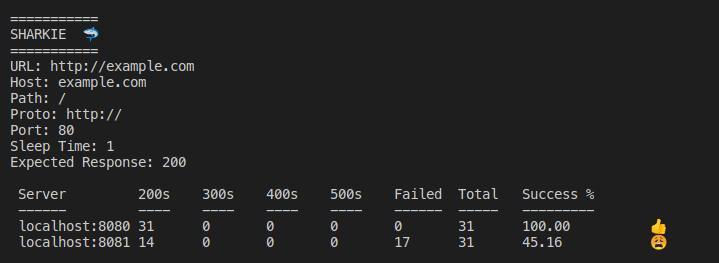 ===========
SHARKIE 🦈
===========
URL: http://example.com
Host: example.com
Path: /
Proto: http://
Port: 80
Sleep Time: 1
Expected Response: 200
Server 200s 300s 400s 500s Failed Total Success %
------ ---- ---- ---- ---- ------ ----- ---------
localhost:8080 31 0 0 0 0 31 100.00 👍
localhost:8081 14 0 0 0 17 31 45.16 😩